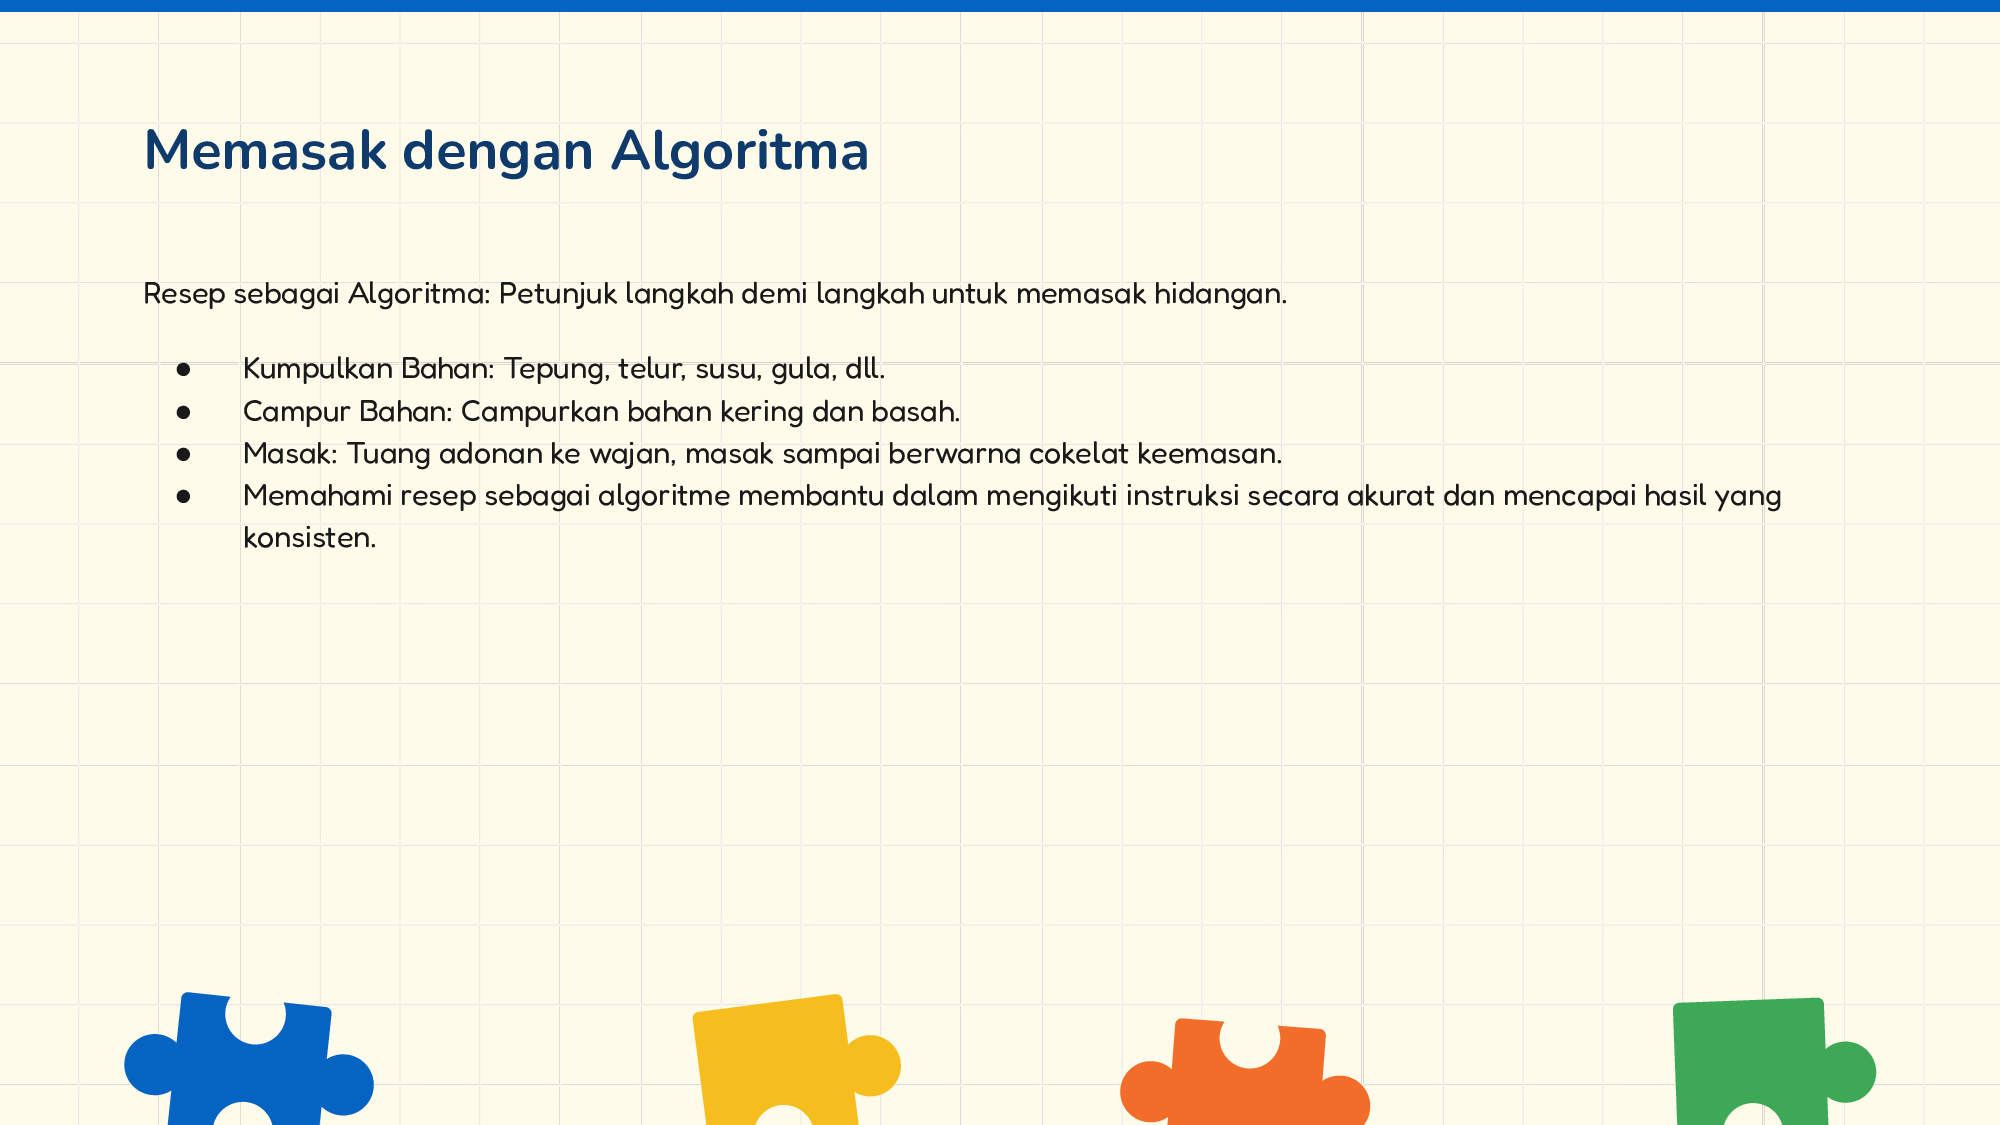 Memasak dengan Algoritma
Resep sebagai Algoritma: Petunjuk langkah demi langkah untuk memasak hidangan.
● Kumpulkan Bahan: Tepung, telur, susu, gula, dll.
● Campur Bahan: Campurkan bahan kering dan basah.
● Masak: Tuang adonan ke wajan, masak sampai berwarna cokelat keemasan.
● Memahami resep sebagai algoritme membantu dalam mengikuti instruksi secara akurat dan mencapai hasil yang
konsisten.